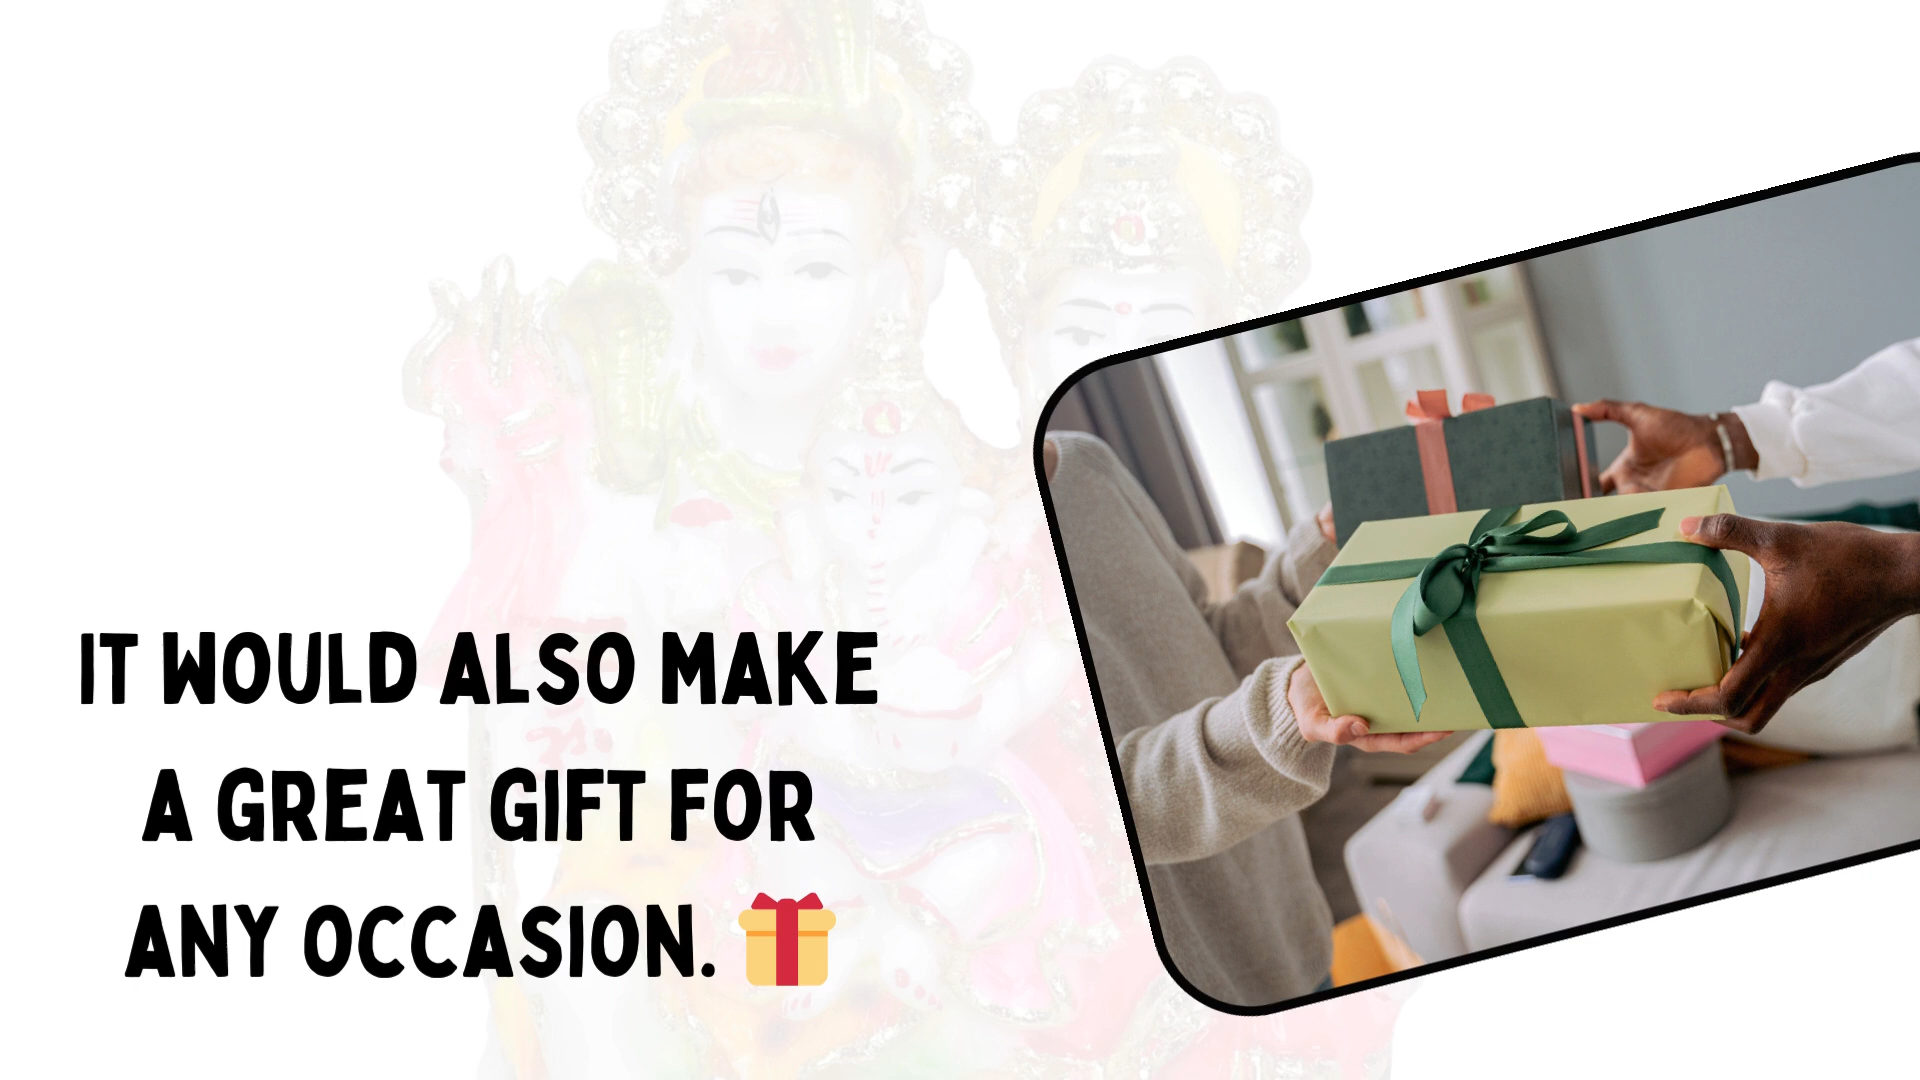 IT WOULD ALSO MAKE
A GREAT GIFT FOR
ANY OCCASION. 🎁